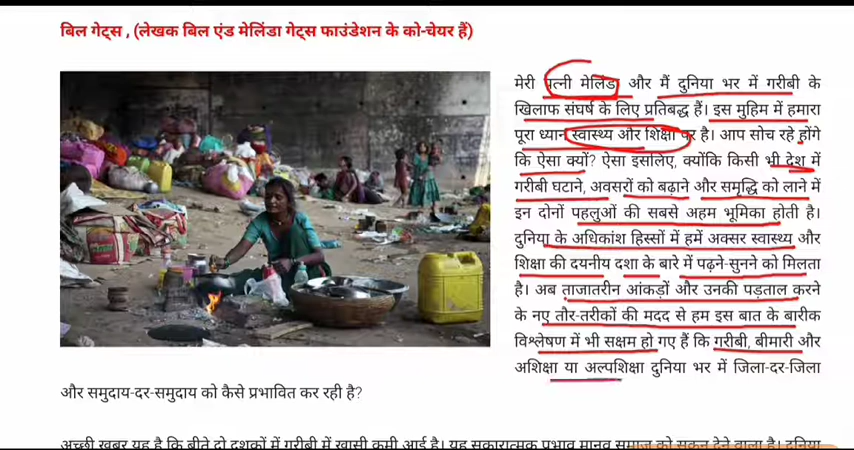 बिल गेट्स , (लेखक बिल एंड मेलिंडा गेट्स फाउंडेशन के को-चेयर हैं)
मेरी पत्नी मेलिंडा और मैं दुनिया भर में गरीबी के
खिलाफ संघर्ष के लिए प्रतिबद्ध हैं। इस मुहिम में हमारा
पूरा ध्यान स्वास्थ्य और शिक्षा पर है। आप सोच रहे होंगे
कि ऐसा क्यों? ऐसा इसलिए, क्योंकि किसी भी देश में
गरीबी घटाने, अवसरों को बढ़ाने और समृद्धि को लाने में
इन दोनों पहलुओं की सबसे अहम भूमिका होती है।
दुनिया के अधिकांश हिस्सों में हमें अक्सर स्वास्थ्य और
शिक्षा की दयनीय दशा के बारे में पढ़ने-सुनने को मिलता
है। अब ताजातरीन आंकड़ों और उनकी पड़ताल करने
के नए तौर-तरीकों की मदद से हम इस बात के बारीक
विश्लेषण में भी सक्षम हो गए हैं कि गरीबी, बीमारी और
अशिक्षा या अल्पशिक्षा दुनिया भर में जिला-दर-जिला
और समुदाय-दर-समुदाय को कैसे प्रभावित कर रही है?
अच्छी खबर यह है कि बीते दो दशकों में गरीबी में खासी कमी आई है। यह सकारात्मक प्रभाव मानव समाज को सुकून देने वाला है। दुनिया